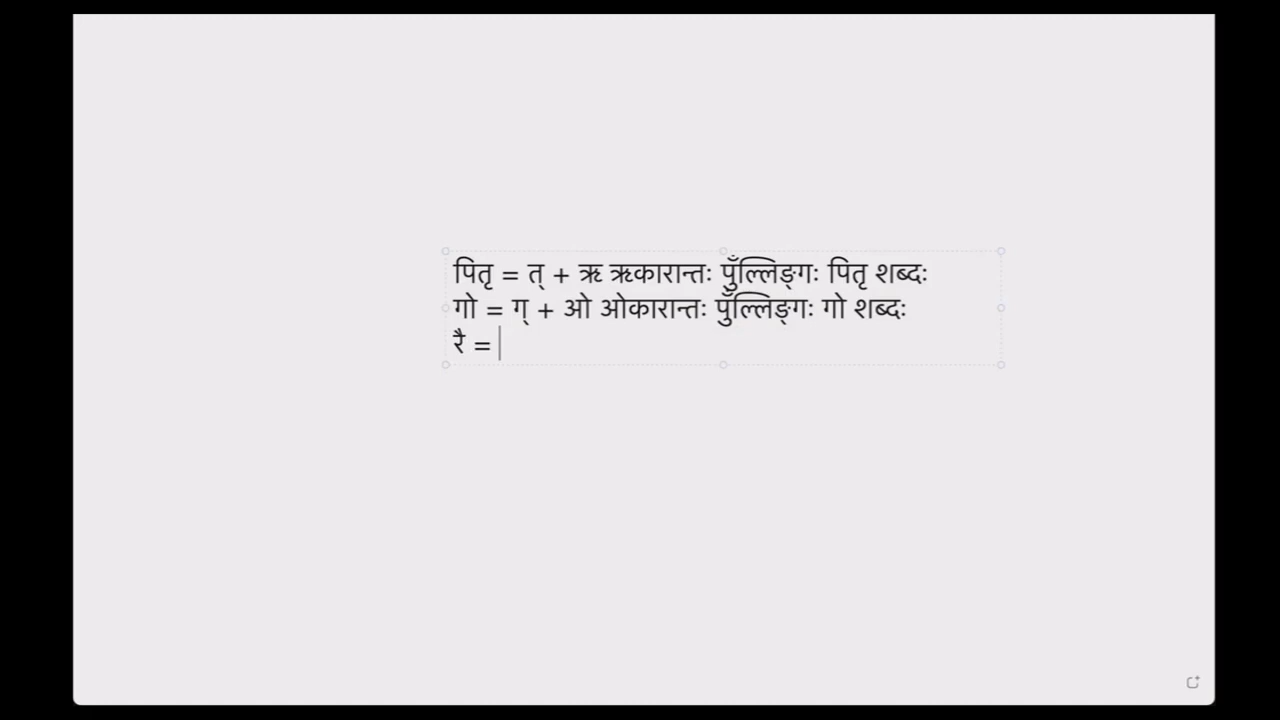 पितृ = त् + ऋ ऋकारान्तः पुँल्लिङ्गः पितृ शब्दः
गो = ग् + ओ ओकारान्तः पुँल्लिङ्गः गो शब्दः
रै =